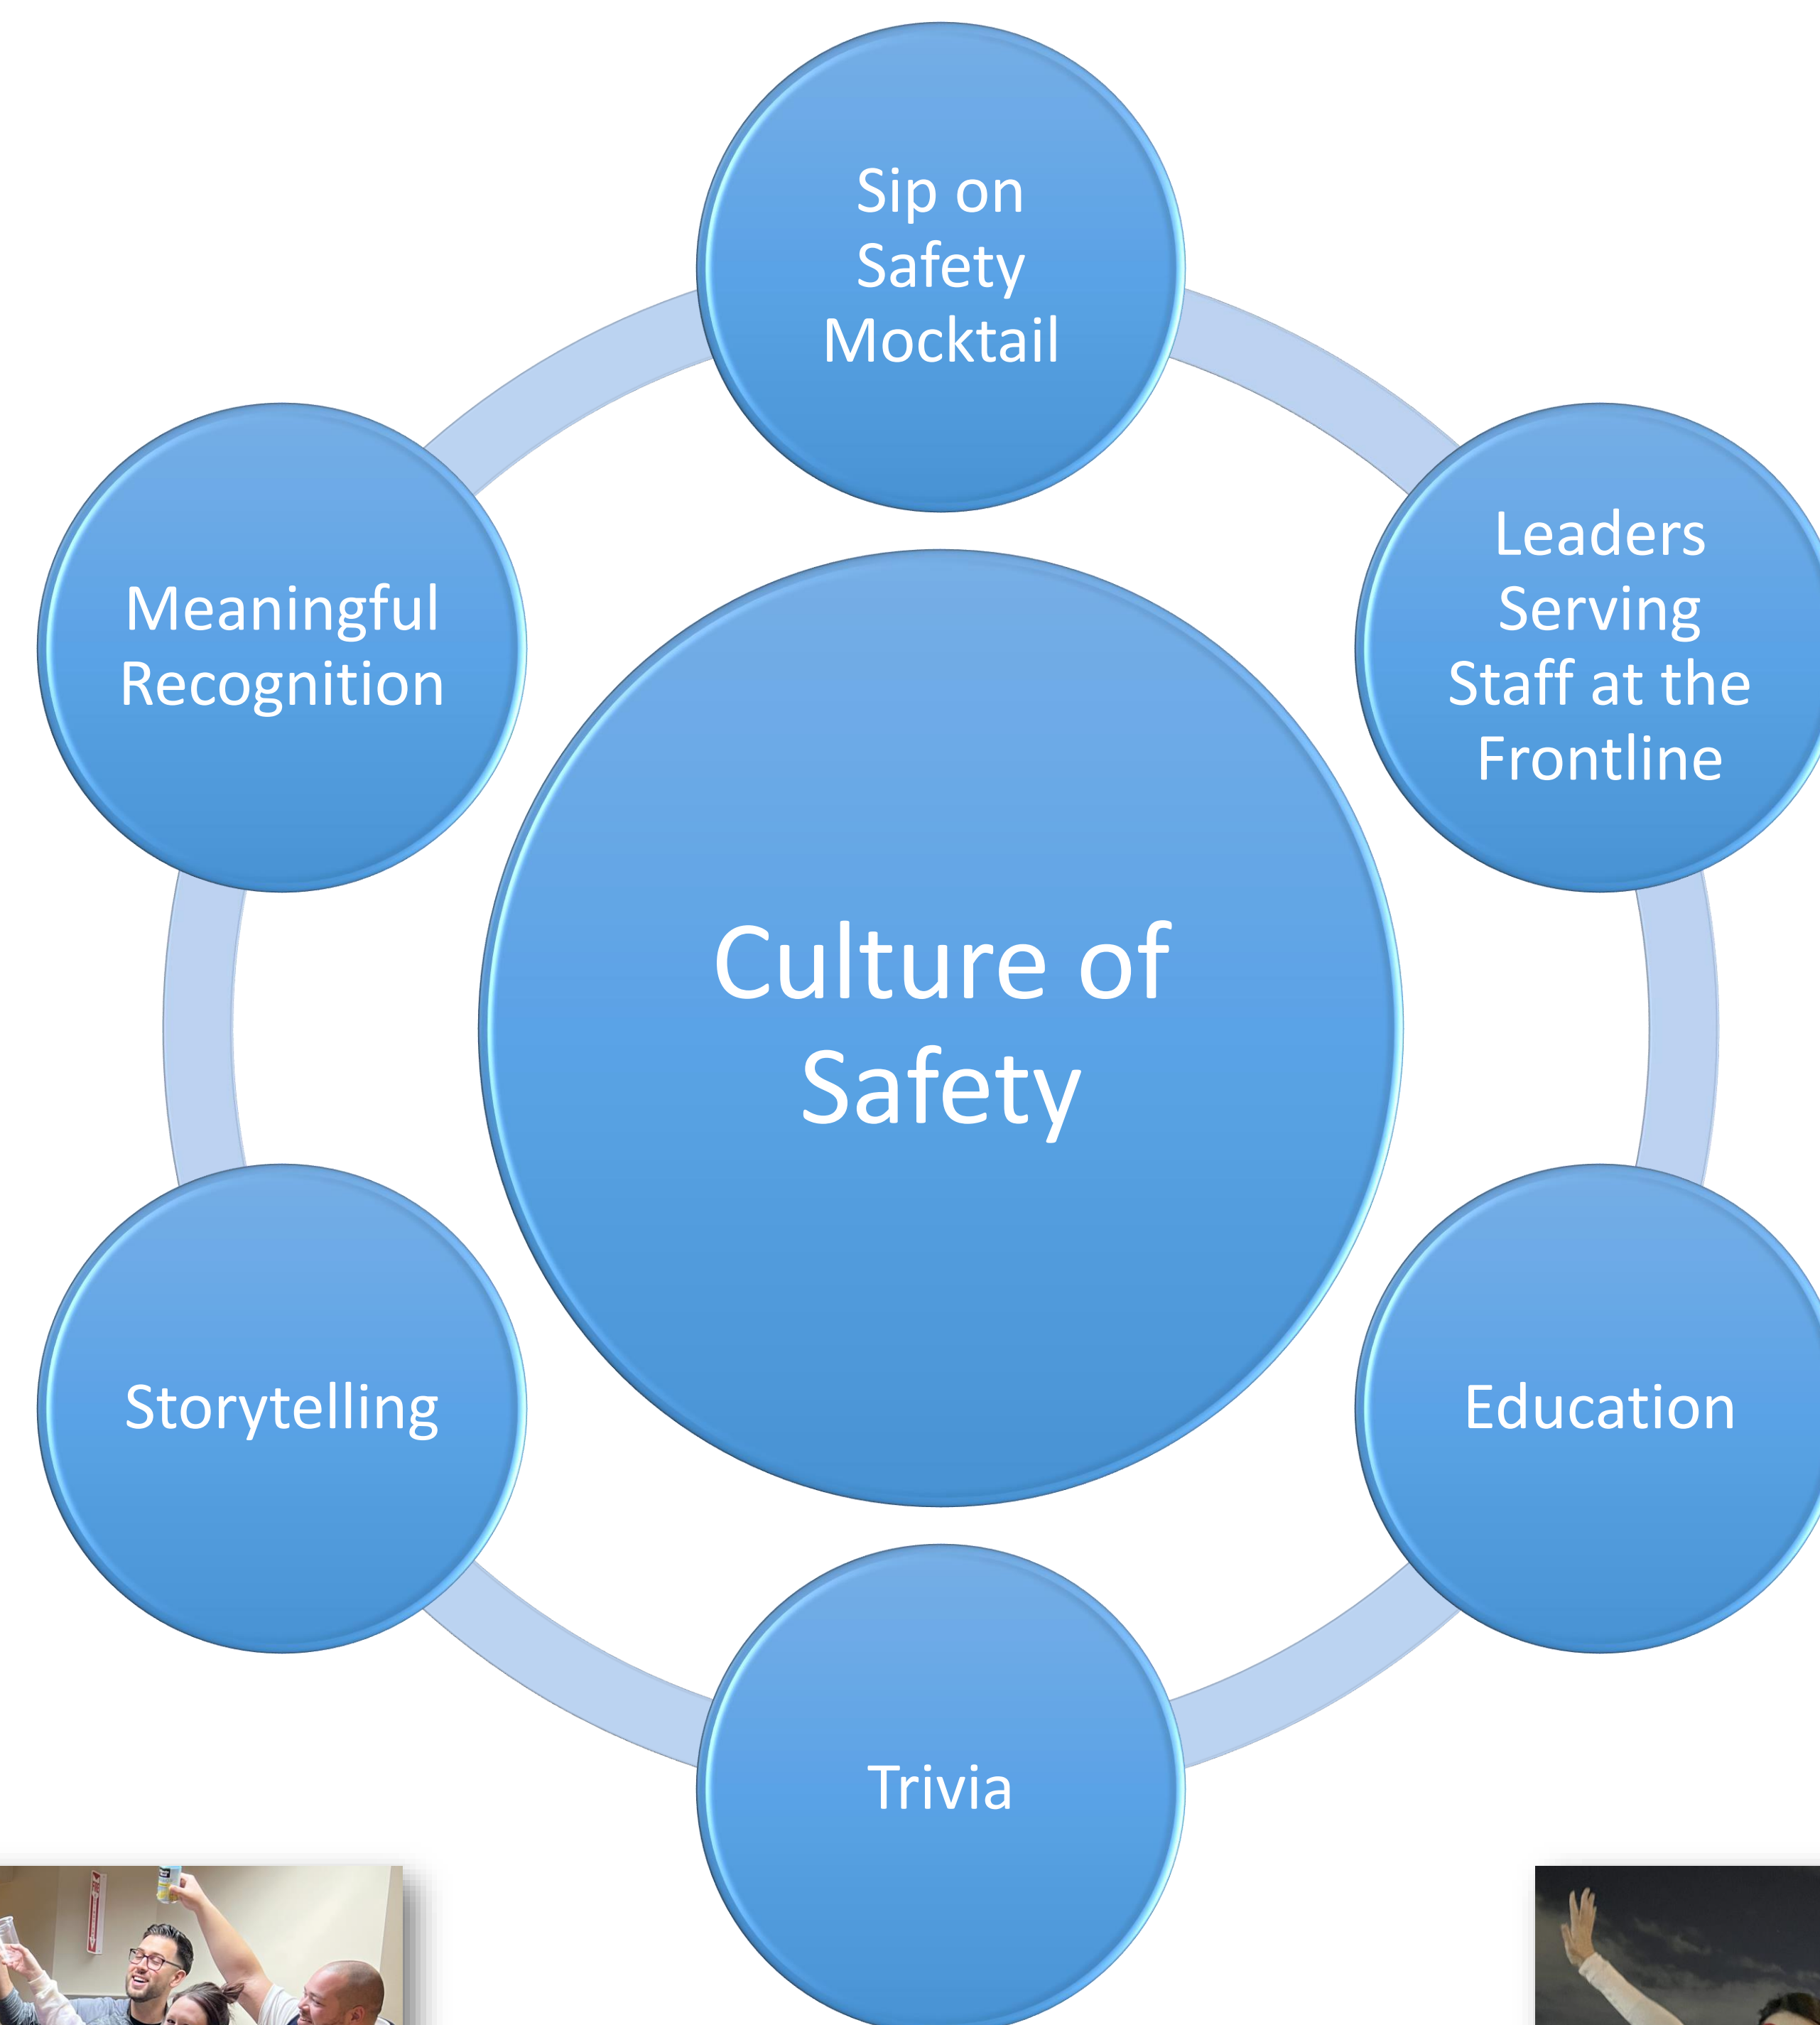 Sip on
Safety
Mocktail
Leaders
Serving
Staff at the
Frontline
Education
Trivia
Storytelling
Meaningful
Recognition
Culture of
Safety